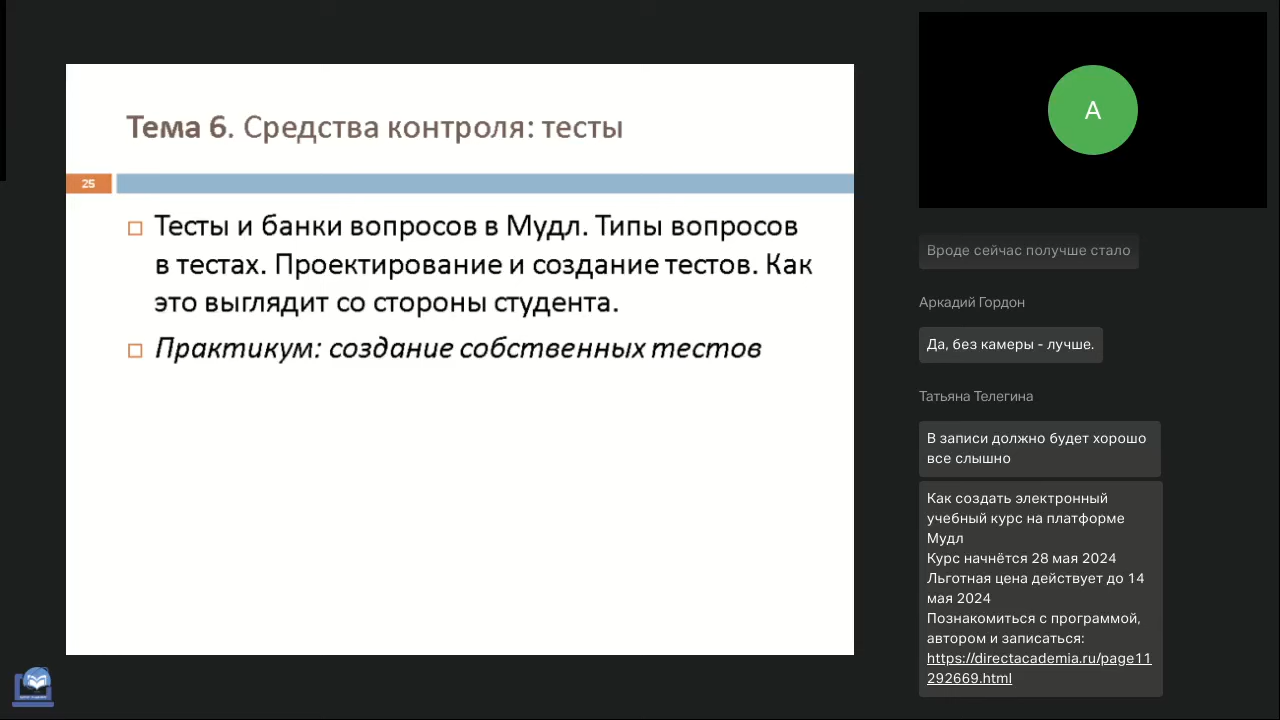 Тема 6. Средства контроля: тесты
25
Тесты и банки вопросов в Мудл. Типы вопросов
в тестах. Проектирование и создание тестов. Как
это выглядит со стороны студента.
Практикум: создание собственных тестов
А
Вроде сейчас получше стало
Аркадий Гордон
Да, без камеры - лучше.
Татьяна Телегина
В записи должно будет хорошо
все слышно
Как создать электронный
учебный курс на платформе
Мудл
Курс начнётся 28 мая 2024
Льготная цена действует до 14
мая 2024
Познакомиться с программой,
автором и записаться:
https://directacademia.ru/page11
292669.html